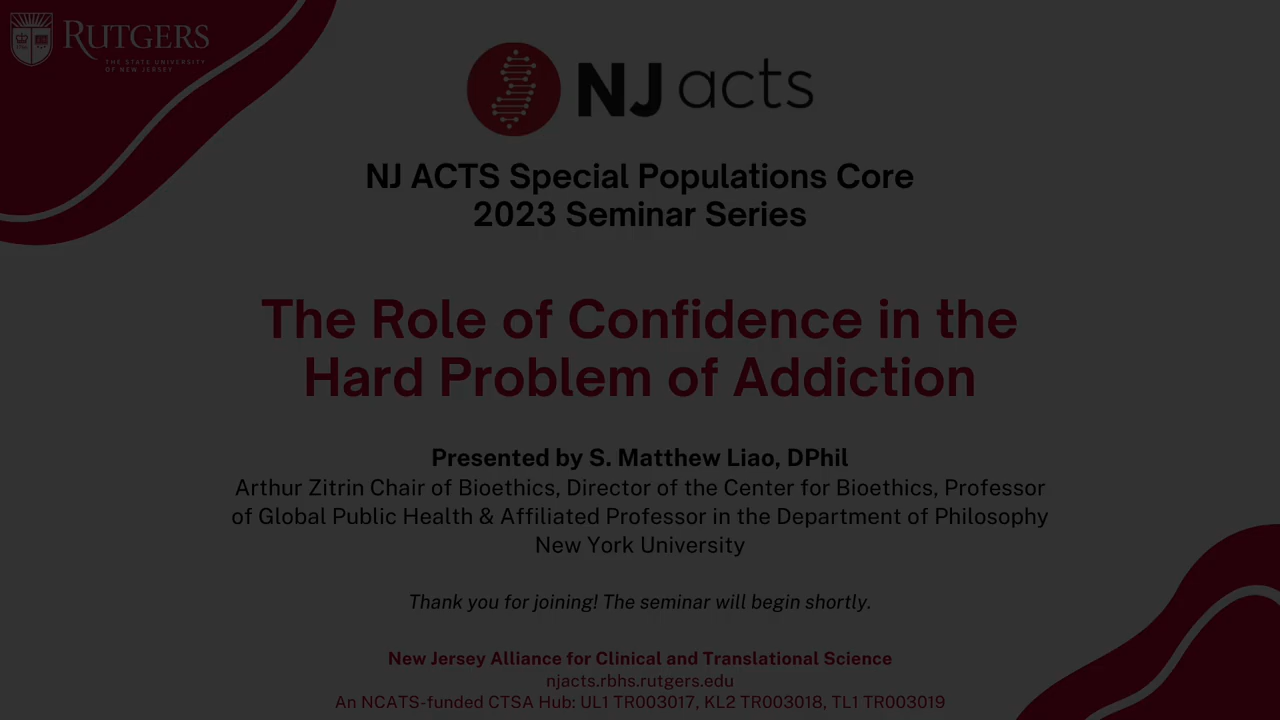 RUTGERS
THE STATE UNIVERSITY
OF NEW JERSEY
NJ acts
NJ ACTS Special Populations Core
2023 Seminar Series
The Role of Confidence in the
Hard Problem of Addiction
Presented by S. Matthew Liao, DPhil
Arthur Zitrin Chair of Bioethics, Director of the Center for Bioethics, Professor
of Global Public Health & Affiliated Professor in the Department of Philosophy
New York University
Thank you for joining! The seminar will begin shortly.
New Jersey Alliance for Clinical and Translational Science
njacts.rbhs.rutgers.edu
An NCATS-funded CTSA Hub: UL1 TR003017, KL2 TR003018, TL1 TR003019